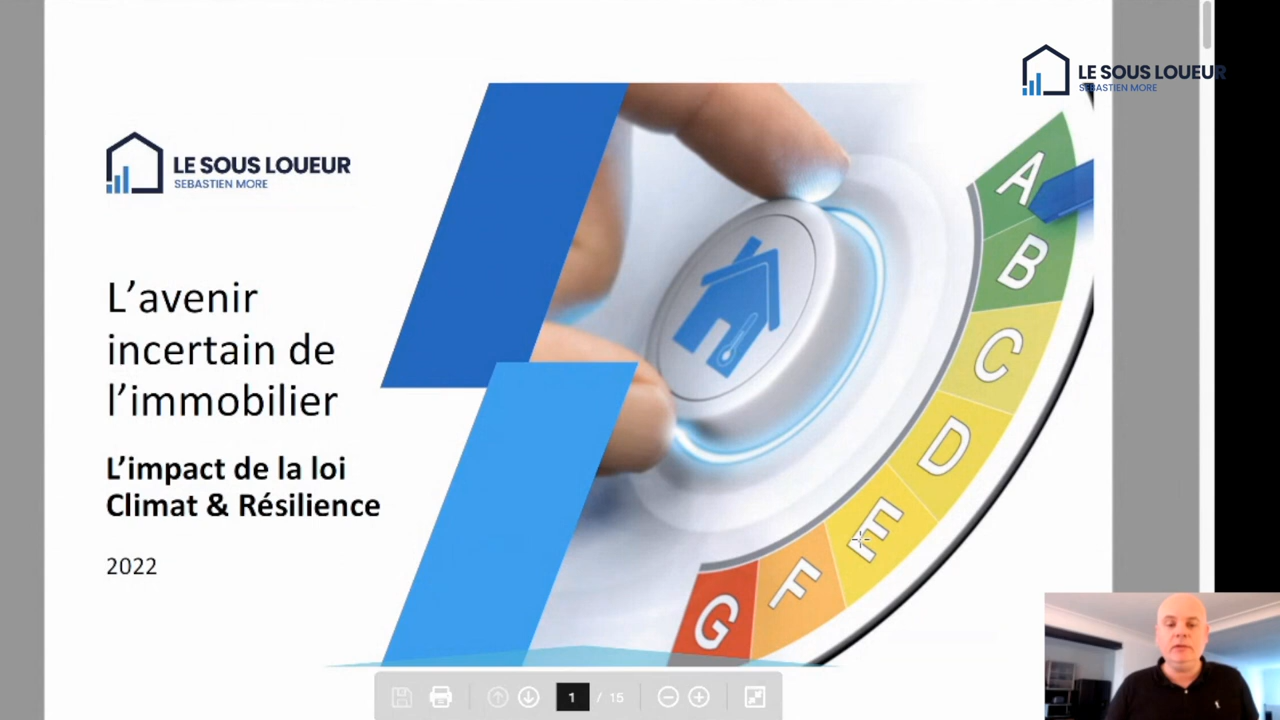 LE SOUS LOUEUR
SEBASTIEN MORE
LE SOUS LOUEUR
SEBASTIEN MORE
L’avenir
incertain de
l’immobilier
L’impact de la loi
Climat & Résilience
2022
A
B
C
D
E
F
G
1 / 15